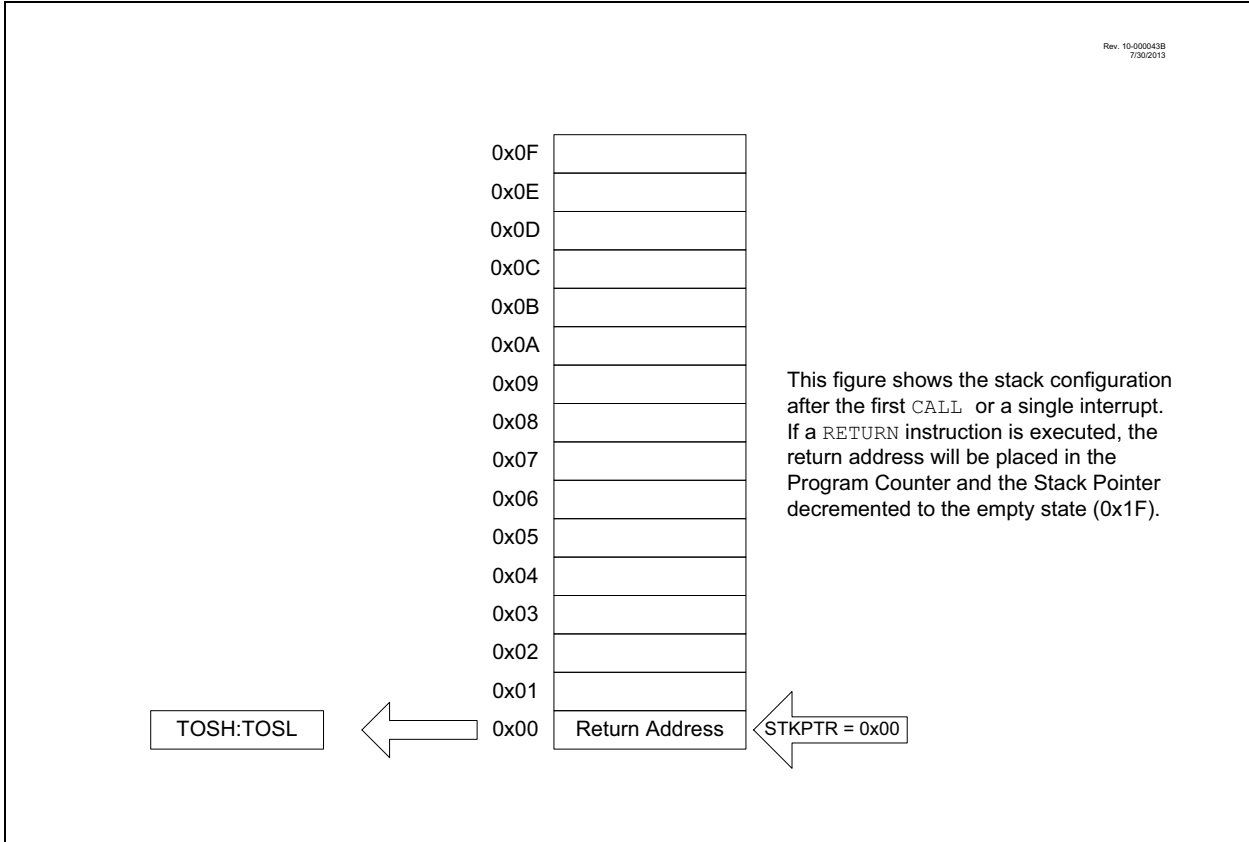 Rev. 10-000043B
7/30/2013
0x0F
0x0E
0x0D
0x0C
0x0B
0x0A
0x09
0x08
0x07
0x06
0x05
0x04
0x03
0x02
0x01
This figure shows the stack configuration
after the first CALL or a single interrupt.
If a RETURN instruction is executed, the
return address will be placed in the
Program Counter and the Stack Pointer
decremented to the empty state (0x1F).
TOSH:TOSL
0x00
Return Address
STKPTR = 0x00